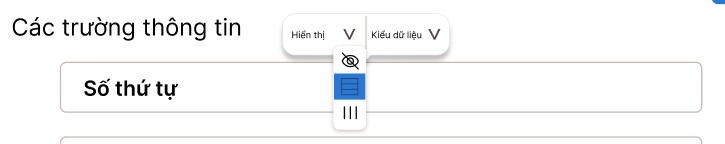 Các trường thông tin
Hiển thị
Kiểu dữ liệu
Số thứ tự